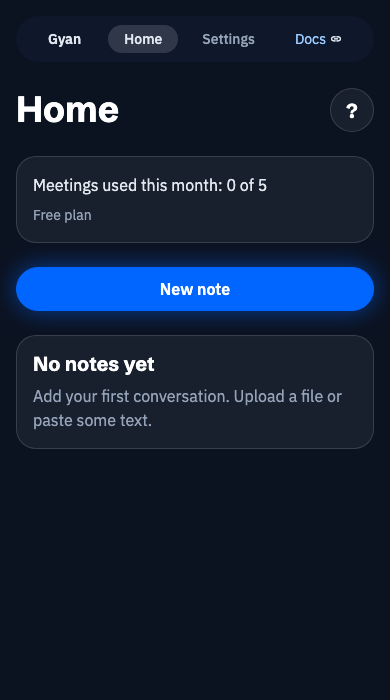 Gyan Home Settings Docs
Home
?
Meetings used this month: 0 of 5
Free plan
New note
No notes yet
Add your first conversation. Upload a file or
paste some text.